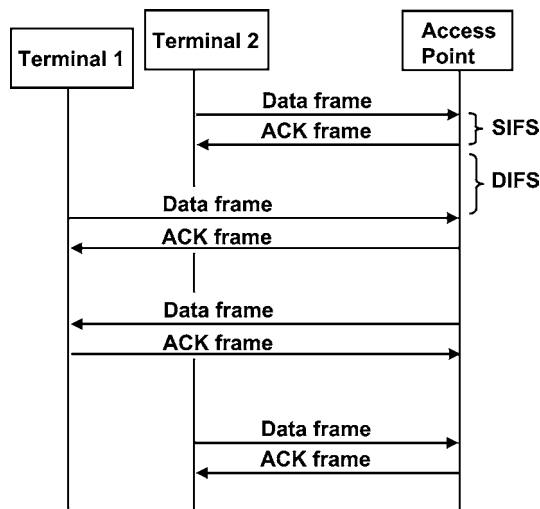 Terminal 1
Terminal 2
Access
Point
Data frame
SIFS
ACK frame
DIFS
Data frame
ACK frame
Data frame
ACK frame
Data frame
ACK frame